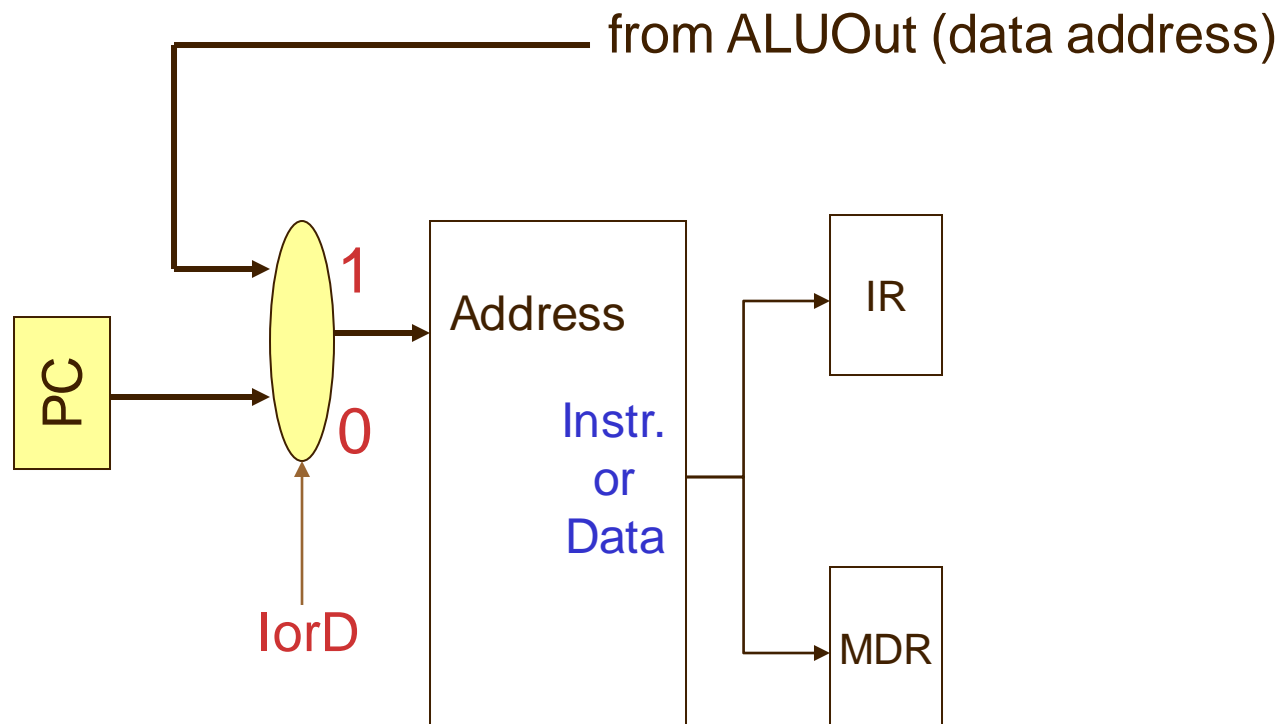 from ALUOut (data address)
1
Address
IR
PC
0
Instr.
or
Data
IorD
MDR